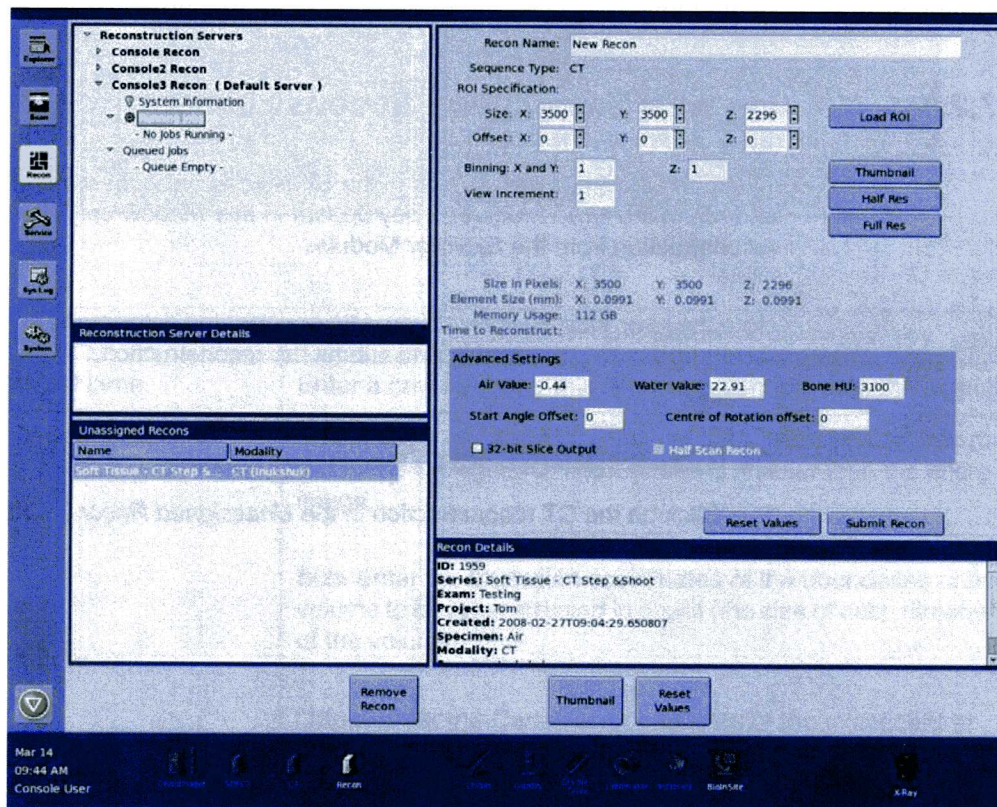 Explorer
Scan
Recon
Service
Sys Log
System
Mar 14
09:44 AM
Console User
Reconstruction Servers
Console Recon
Console2 Recon
Console3 Recon ( Default Server )
System Information
Running Jobs
- No Jobs Running -
Queued Jobs
- Queue Empty -
Reconstruction Server Details
Unassigned Recons
Name Modality
Soft Tissue - CT Step &... CT (Inukshuk)
Recon Name: New Recon
Sequence Type: CT
ROI Specification:
Size: X: 3500 Y: 3500 Z: 2296 Load ROI
Offset: X: 0 Y: 0 Z: 0
Binning: X and Y: 1 Z: 1 Thumbnail
View Increment: 1 Half Res
Full Res
Size in Pixels: X: 3500 Y: 3500 Z: 2296
Element Size (mm): X: 0.0991 Y: 0.0991 Z: 0.0991
Memory Usage: 112 GB
Time to Reconstruct:
Advanced Settings
Air Value: -0.44 Water Value: 22.91 Bone HU: 3100
Start Angle Offset: 0 Centre of Rotation offset: 0
32-bit Slice Output Half Scan Recon
Reset Values Submit Recon
Recon Details
ID: 1959
Series: Soft Tissue - CT Step &Shoot
Exam: Testing
Project: Tom
Created: 2008-02-27T09:04:29.650807
Specimen: Air
Modality: CT
Remove Recon
Thumbnail
Reset Values
Recon
BioInSite
X-Ray